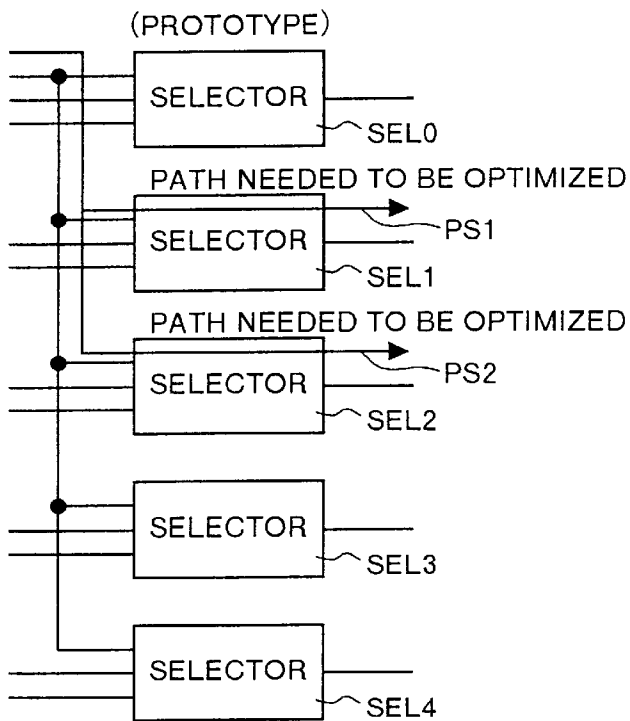 (PROTOTYPE)
SELECTOR
SEL0
PATH NEEDED TO BE OPTIMIZED
PS1
SELECTOR
SEL1
PATH NEEDED TO BE OPTIMIZED
PS2
SELECTOR
SEL2
SELECTOR
SEL3
SELECTOR
SEL4